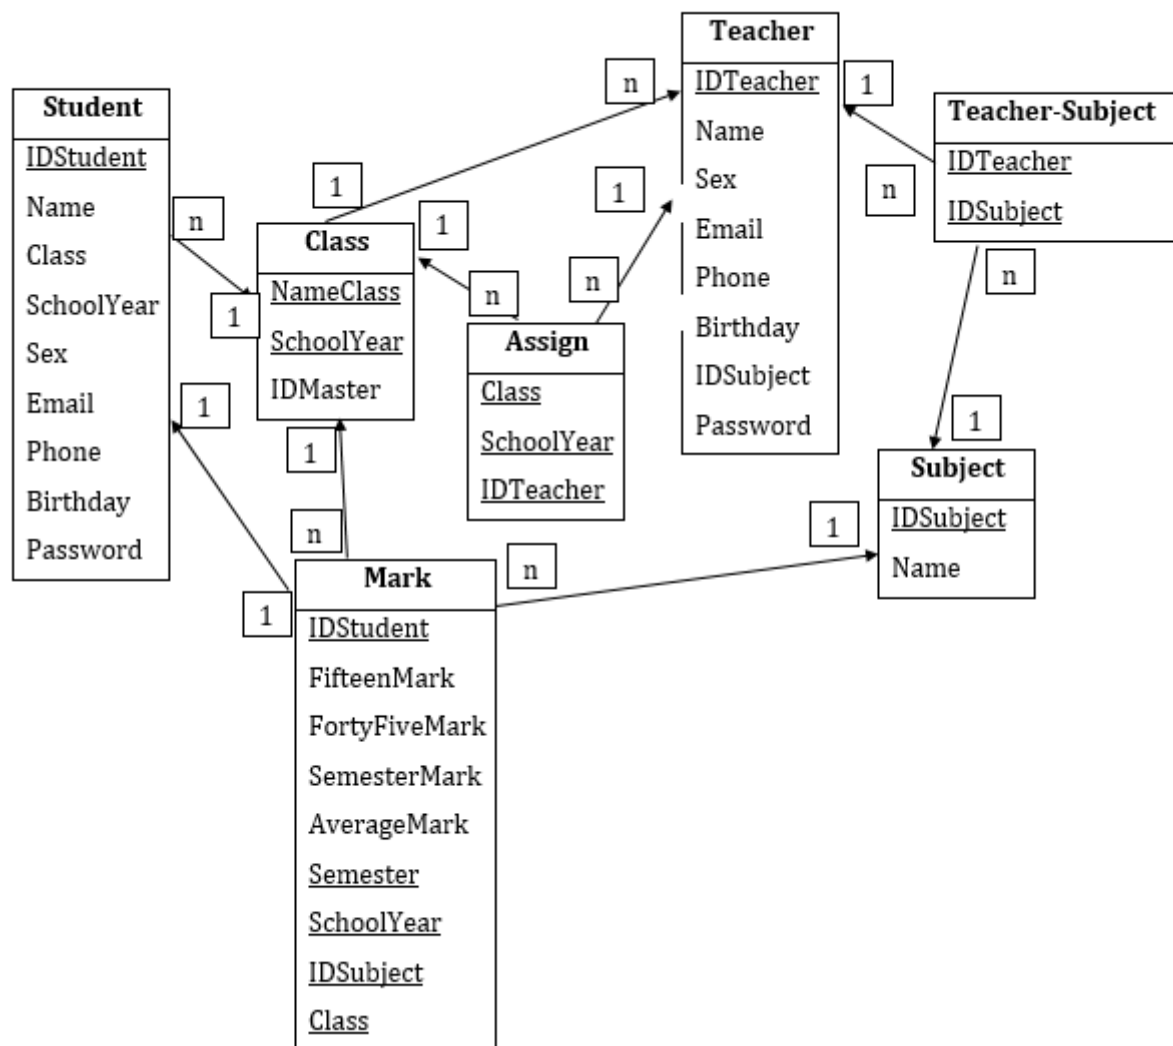 Student
IDStudent
Name
Class
SchoolYear
Sex
Email
Phone
Birthday
Password
n
1
1
1
Class
NameClass
SchoolYear
IDMaster
1
n
1
n
1
n
Assign
Class
SchoolYear
IDTeacher
n
1
Teacher
IDTeacher
Name
Sex
Email
Phone
Birthday
IDSubject
Password
1
n
Teacher-Subject
IDTeacher
IDSubject
n
1
Subject
IDSubject
Name
1
n
Mark
IDStudent
FifteenMark
FortyFiveMark
SemesterMark
AverageMark
Semester
SchoolYear
IDSubject
Class